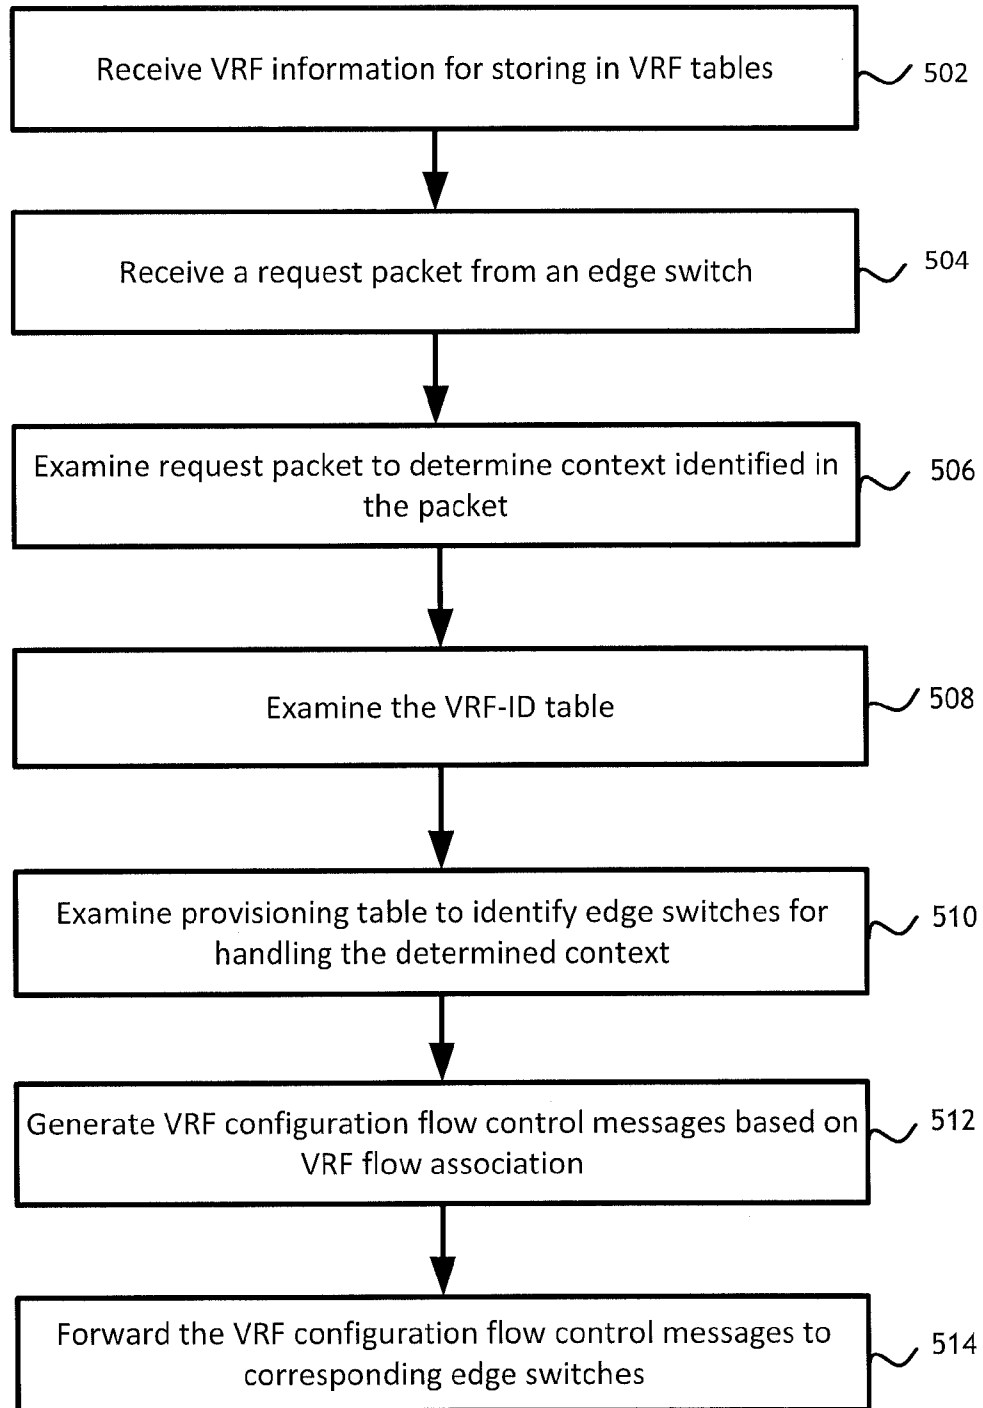 Receive VRF information for storing in VRF tables
502
Receive a request packet from an edge switch
504
Examine request packet to determine context identified in
the packet
506
Examine the VRF-ID table
508
Examine provisioning table to identify edge switches for
handling the determined context
510
Generate VRF configuration flow control messages based on
VRF flow association
512
Forward the VRF configuration flow control messages to
corresponding edge switches
514